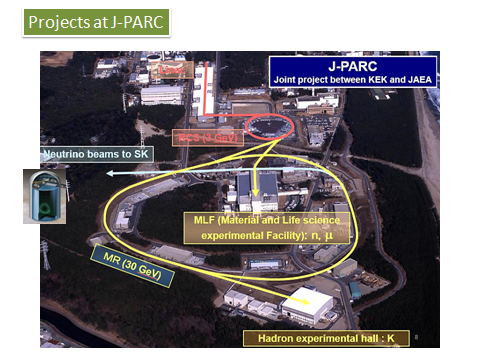 Projects at J-PARC
J-PARC
Joint project between KEK and JAEA
Linac
RCS (3 GeV)
Neutrino beams to SK
MLF (Material and Life science
experimental Facility): n, μ
MR (30 GeV)
Hadron experimental hall : K
8